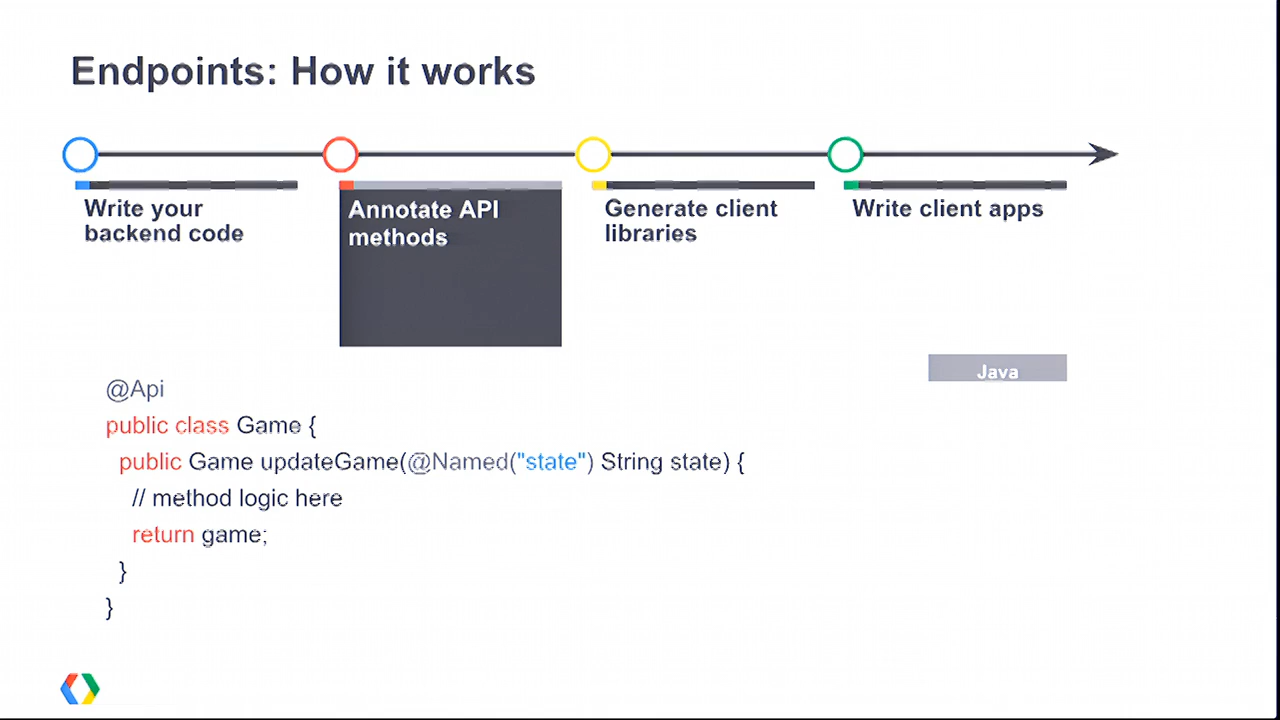 Endpoints: How it works
Write your
backend code
Annotate API
methods
Generate client
libraries
Write client apps
Java
@Api
public class Game {
public Game updateGame(@Named("state") String state) {
// method logic here
return game;
}
}